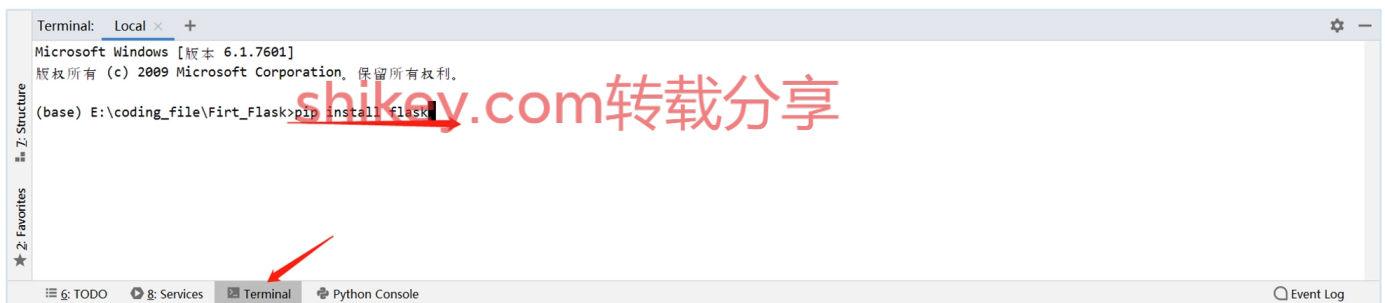 Terminal: Local × +
Microsoft Windows [版本 6.1.7601]
版权所有 (c) 2009 Microsoft Corporation。保留所有权利。
shikey.com转载分享
(base) E:\coding_file\Firt_Flask>pip install flask
7: Structure
2: Favorites
6: TODO 8: Services Terminal Python Console Event Log